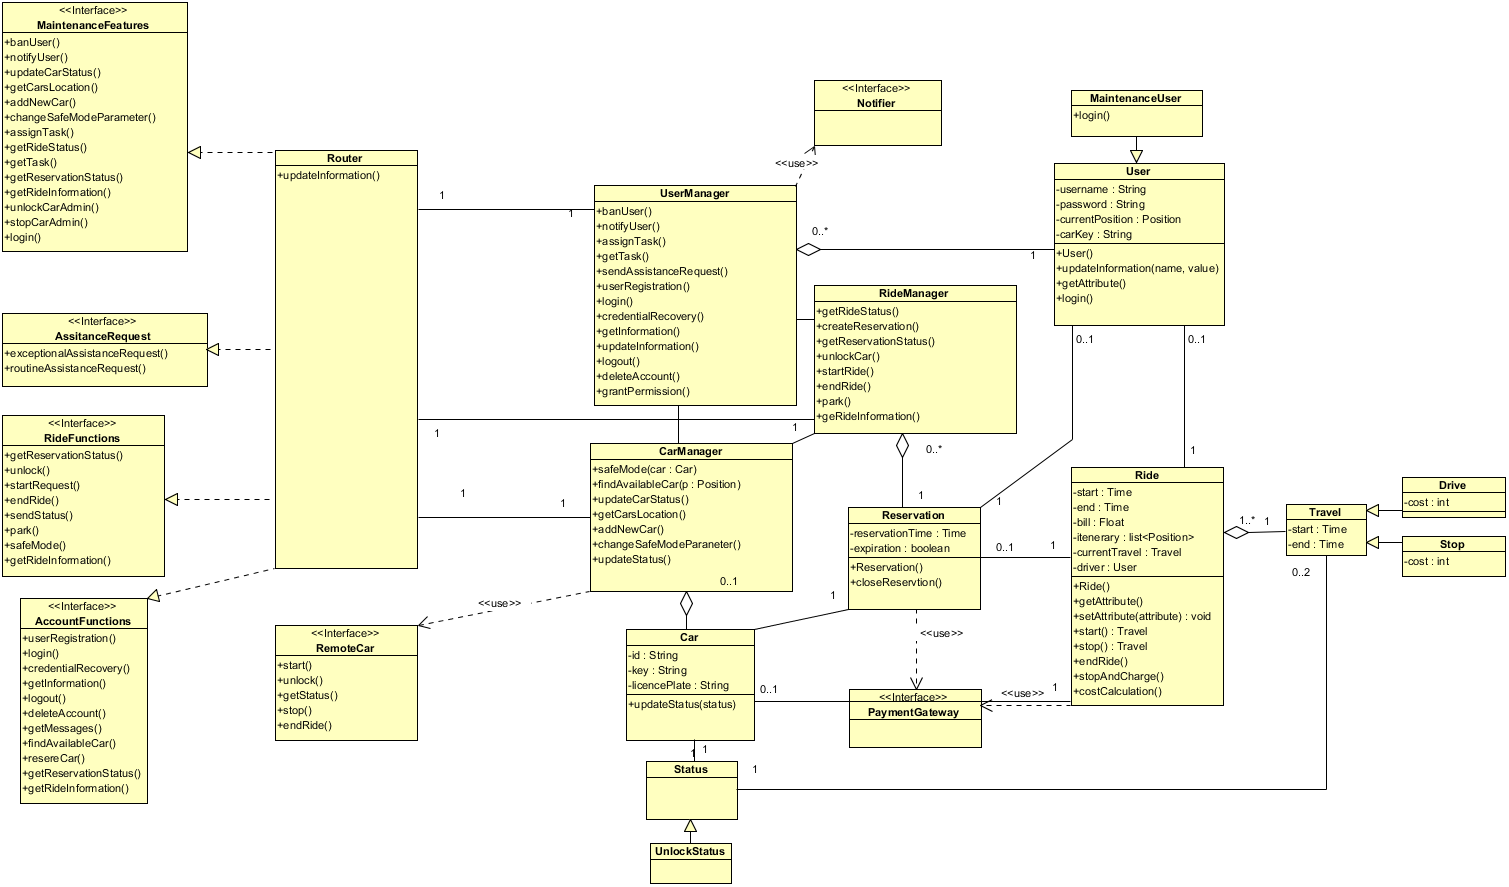 <<Interface>>
MaintenanceFeatures
+banUser()
+notifyUser()
+updateCarStatus()
+getCarsLocation()
+addNewCar()
+changeSafeModeParameter()
+assignTask()
+getRideStatus()
+getTask()
+getReservationStatus()
+getRideInformation()
+unlockCarAdmin()
+stopCarAdmin()
+login()
<<Interface>>
AssitanceRequest
+exceptionalAssistanceRequest()
+routineAssistanceRequest()
<<Interface>>
RideFunctions
+getReservationStatus()
+unlock()
+startRequest()
+endRide()
+sendStatus()
+park()
+safeMode()
+getRideInformation()
<<Interface>>
AccountFunctions
+userRegistration()
+login()
+credentialRecovery()
+getInformation()
+logout()
+deleteAccount()
+getMessages()
+findAvailableCar()
+resereCar()
+getReservationStatus()
+getRideInformation()
Router
+updateInformation()
1
1
1
1
1
1
<<use>>
<<Interface>>
RemoteCar
+start()
+unlock()
+getStatus()
+stop()
+endRide()
UserManager
+banUser()
+notifyUser()
+assignTask()
+getTask()
+sendAssistanceRequest()
+userRegistration()
+login()
+credentialRecovery()
+getInformation()
+updateInformation()
+logout()
+deleteAccount()
+grantPermission()
<<Interface>>
Notifier
1
<<use>>
0..*
1
RideManager
+getRideStatus()
+createReservation()
+getReservationStatus()
+unlockCar()
+startRide()
+endRide()
+park()
+geRideInformation()
0..*
1
CarManager
+safeMode(car : Car)
+findAvailableCar(p : Position)
+updateCarStatus()
+getCarsLocation()
+addNewCar()
+changeSafeModeParaneter()
+updateStatus()
0..1
Car
-id : String
-key : String
-licencePlate : String
+updateStatus(status)
0..1
1
1
1
Status
1
UnlockStatus
Reservation
-reservationTime : Time
-expiration : boolean
+Reservation()
+closeReservtion()
1
0..1
1
<<use>>
<<Interface>>
PaymentGateway
<<use>>
1
MaintenanceUser
+login()
User
-username : String
-password : String
-currentPosition : Position
-carKey : String
+User()
+updateInformation(name, value)
+getAttribute()
+login()
0..1
0..1
1
Ride
-start : Time
-end : Time
-bill : Float
-itenerary : list<Position>
-currentTravel : Travel
-driver : User
+Ride()
+getAttribute()
+setAttribute(attribute) : void
+start() : Travel
+stop() : Travel
+endRide()
+stopAndCharge()
+costCalculation()
1..*
1
Travel
-start : Time
-end : Time
0..2
Drive
-cost : int
Stop
-cost : int